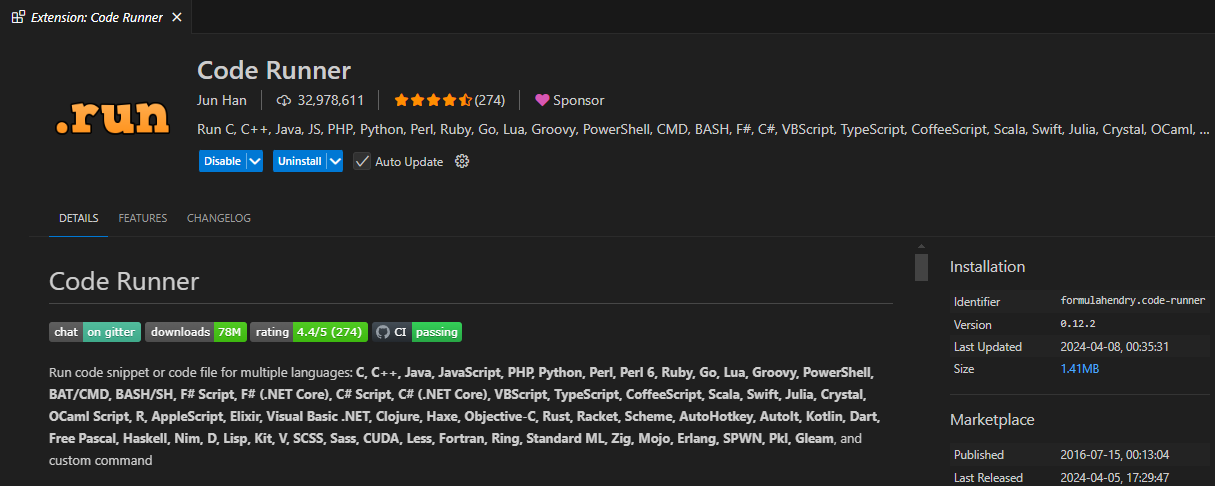 Extension: Code Runner
.run
Code Runner
Jun Han 32,978,611 (274) Sponsor
Run C, C++, Java, JS, PHP, Python, Perl, Ruby, Go, Lua, Groovy, PowerShell, CMD, BASH, F#, C#, VBScript, TypeScript, CoffeeScript, Scala, Swift, Julia, Crystal, OCaml, ...
Disable Uninstall Auto Update
DETAILS FEATURES CHANGELOG
Code Runner
chat on gitter downloads 78M rating 4.4/5 (274) CI passing
Run code snippet or code file for multiple languages: C, C++, Java, JavaScript, PHP, Python, Perl, Perl 6, Ruby, Go, Lua, Groovy, PowerShell,
BAT/CMD, BASH/SH, F# Script, F# (.NET Core), C# Script, C# (.NET Core), VBScript, TypeScript, CoffeeScript, Scala, Swift, Julia, Crystal,
OCaml Script, R, AppleScript, Elixir, Visual Basic .NET, Clojure, Haxe, Objective-C, Rust, Racket, Scheme, AutoHotkey, AutoIt, Kotlin, Dart,
Free Pascal, Haskell, Nim, D, Lisp, Kit, V, SCSS, Sass, CUDA, Less, Fortran, Ring, Standard ML, Zig, Mojo, Erlang, SPWN, Pkl, Gleam, and
custom command
Installation
Identifier formulahendry.code-runner
Version 0.12.2
Last Updated 2024-04-08, 00:35:31
Size 1.41MB
Marketplace
Published 2016-07-15, 00:13:04
Last Released 2024-04-05, 17:29:47